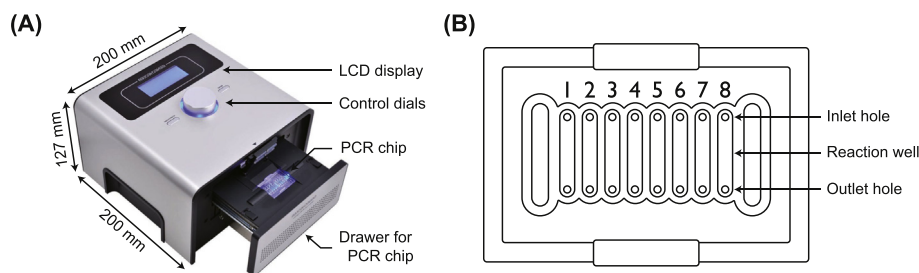 (A)
200 mm
127 mm
200 mm
LCD display
Control dials
PCR chip
Drawer for
PCR chip
(B)
1 2 3 4 5 6 7 8
Inlet hole
Reaction well
Outlet hole